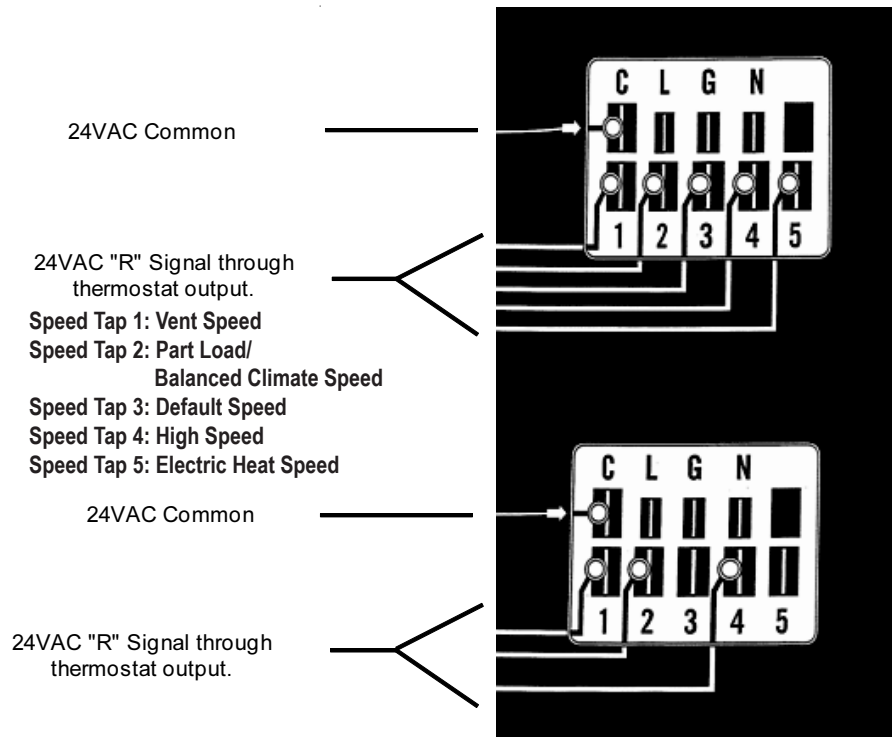 C L G N
24VAC Common
1 2 3 4 5
24VAC "R" Signal through
thermostat output.
Speed Tap 1: Vent Speed
Speed Tap 2: Part Load/
Balanced Climate Speed
Speed Tap 3: Default Speed
Speed Tap 4: High Speed
Speed Tap 5: Electric Heat Speed
C L G N
24VAC Common
1 2 3 4 5
24VAC "R" Signal through
thermostat output.